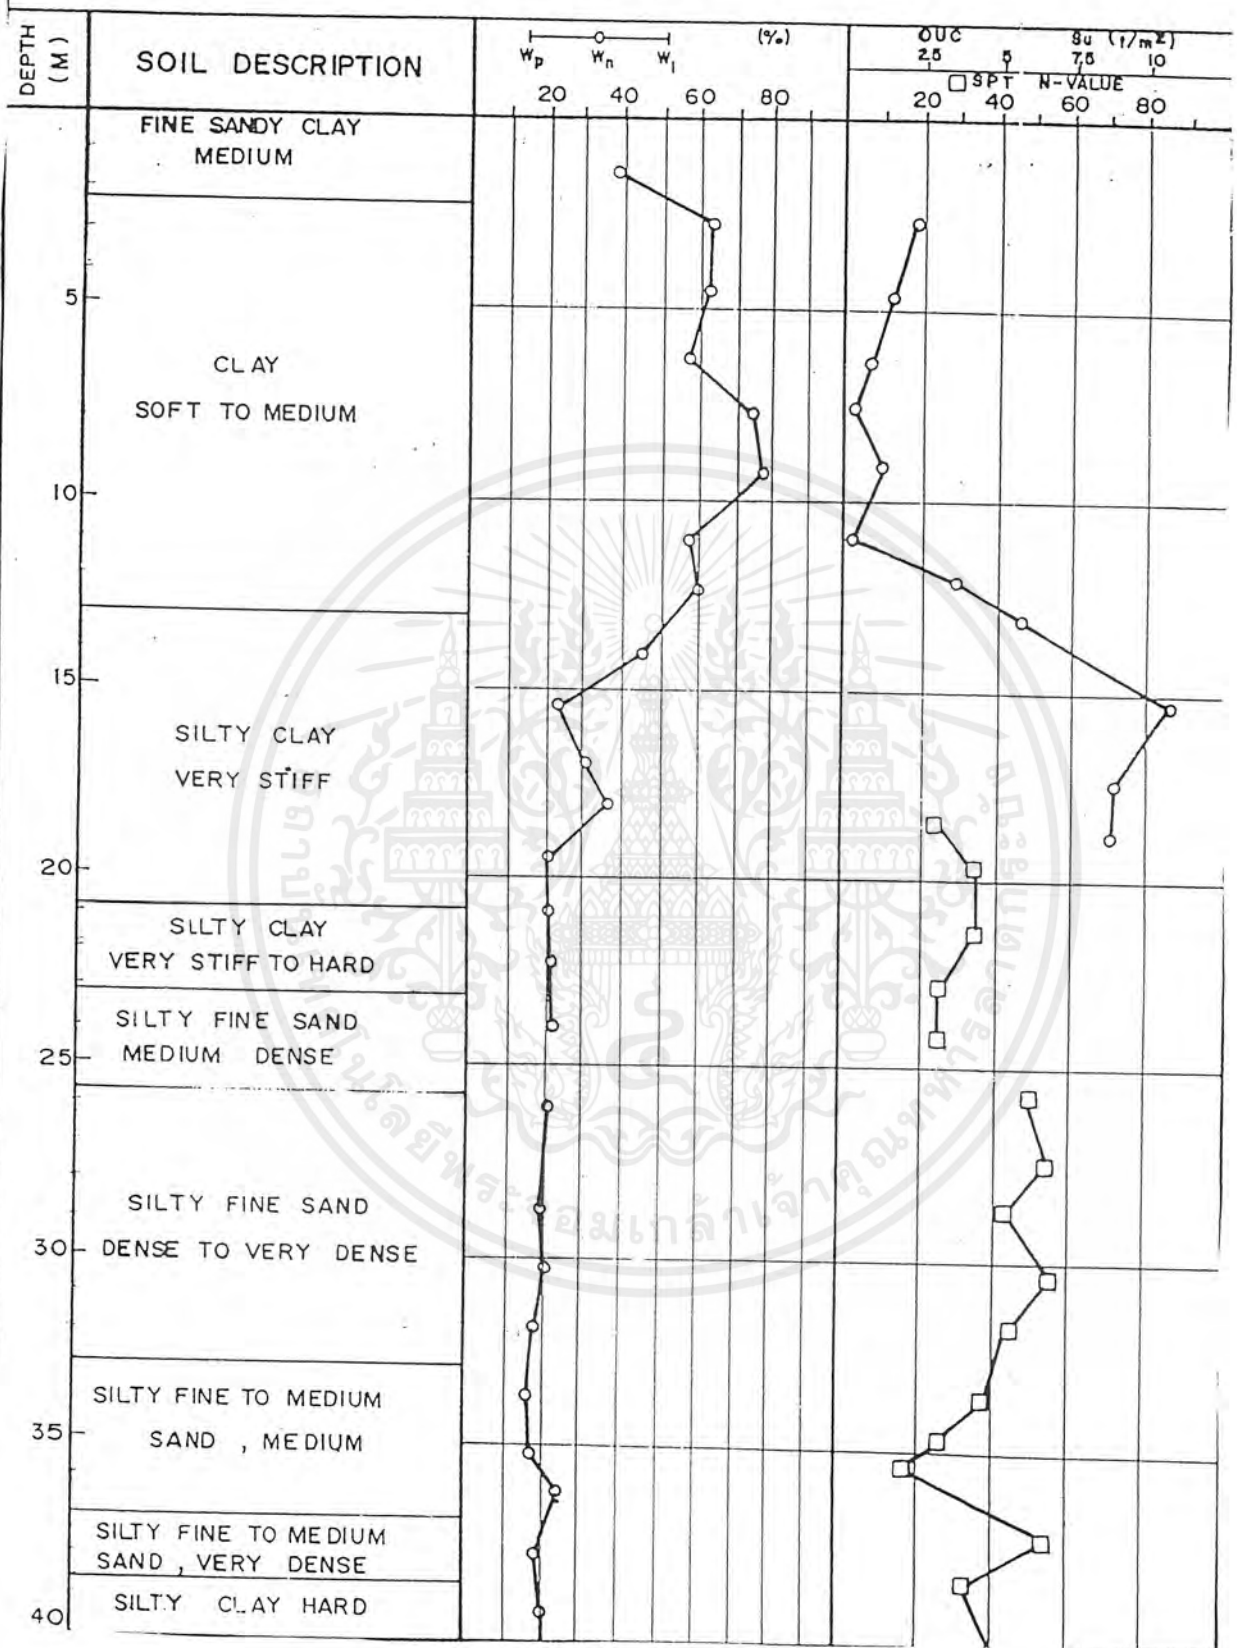 DEPTH (M)
SOIL DESCRIPTION
(%)
Wp Wn Wl
20 40 60 80
OUC Su (t/m2)
2.5 5 7.5 10
SPT N-VALUE
20 40 60 80
FINE SANDY CLAY
MEDIUM
5
CLAY
SOFT TO MEDIUM
10
15
SILTY CLAY
VERY STIFF
20
SILTY CLAY
VERY STIFF TO HARD
SILTY FINE SAND
MEDIUM DENSE
25
SILTY FINE SAND
DENSE TO VERY DENSE
30
SILTY FINE TO MEDIUM
SAND , MEDIUM
35
SILTY FINE TO MEDIUM
SAND , VERY DENSE
SILTY CLAY HARD
40